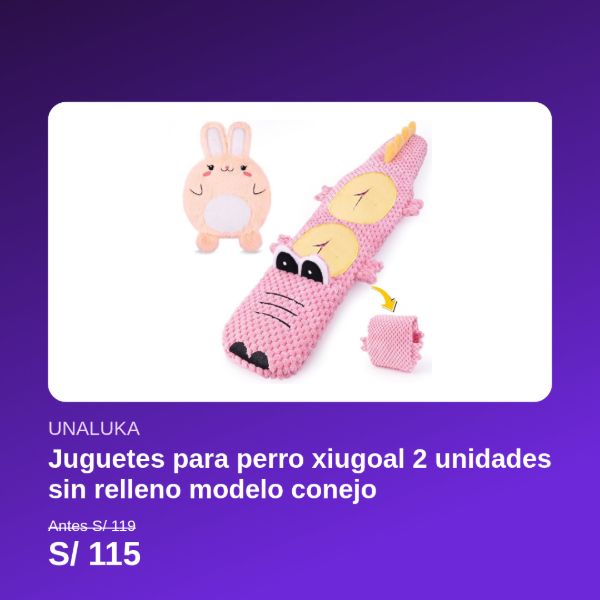 UNALUKA
Juguetes para perro xiugoal 2 unidades
sin relleno modelo conejo
Antes S/ 119
S/ 115